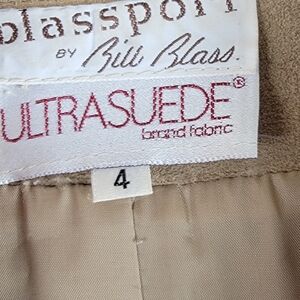 blassport
BY Bill Blass
ULTRASUEDE®
brand fabric
4